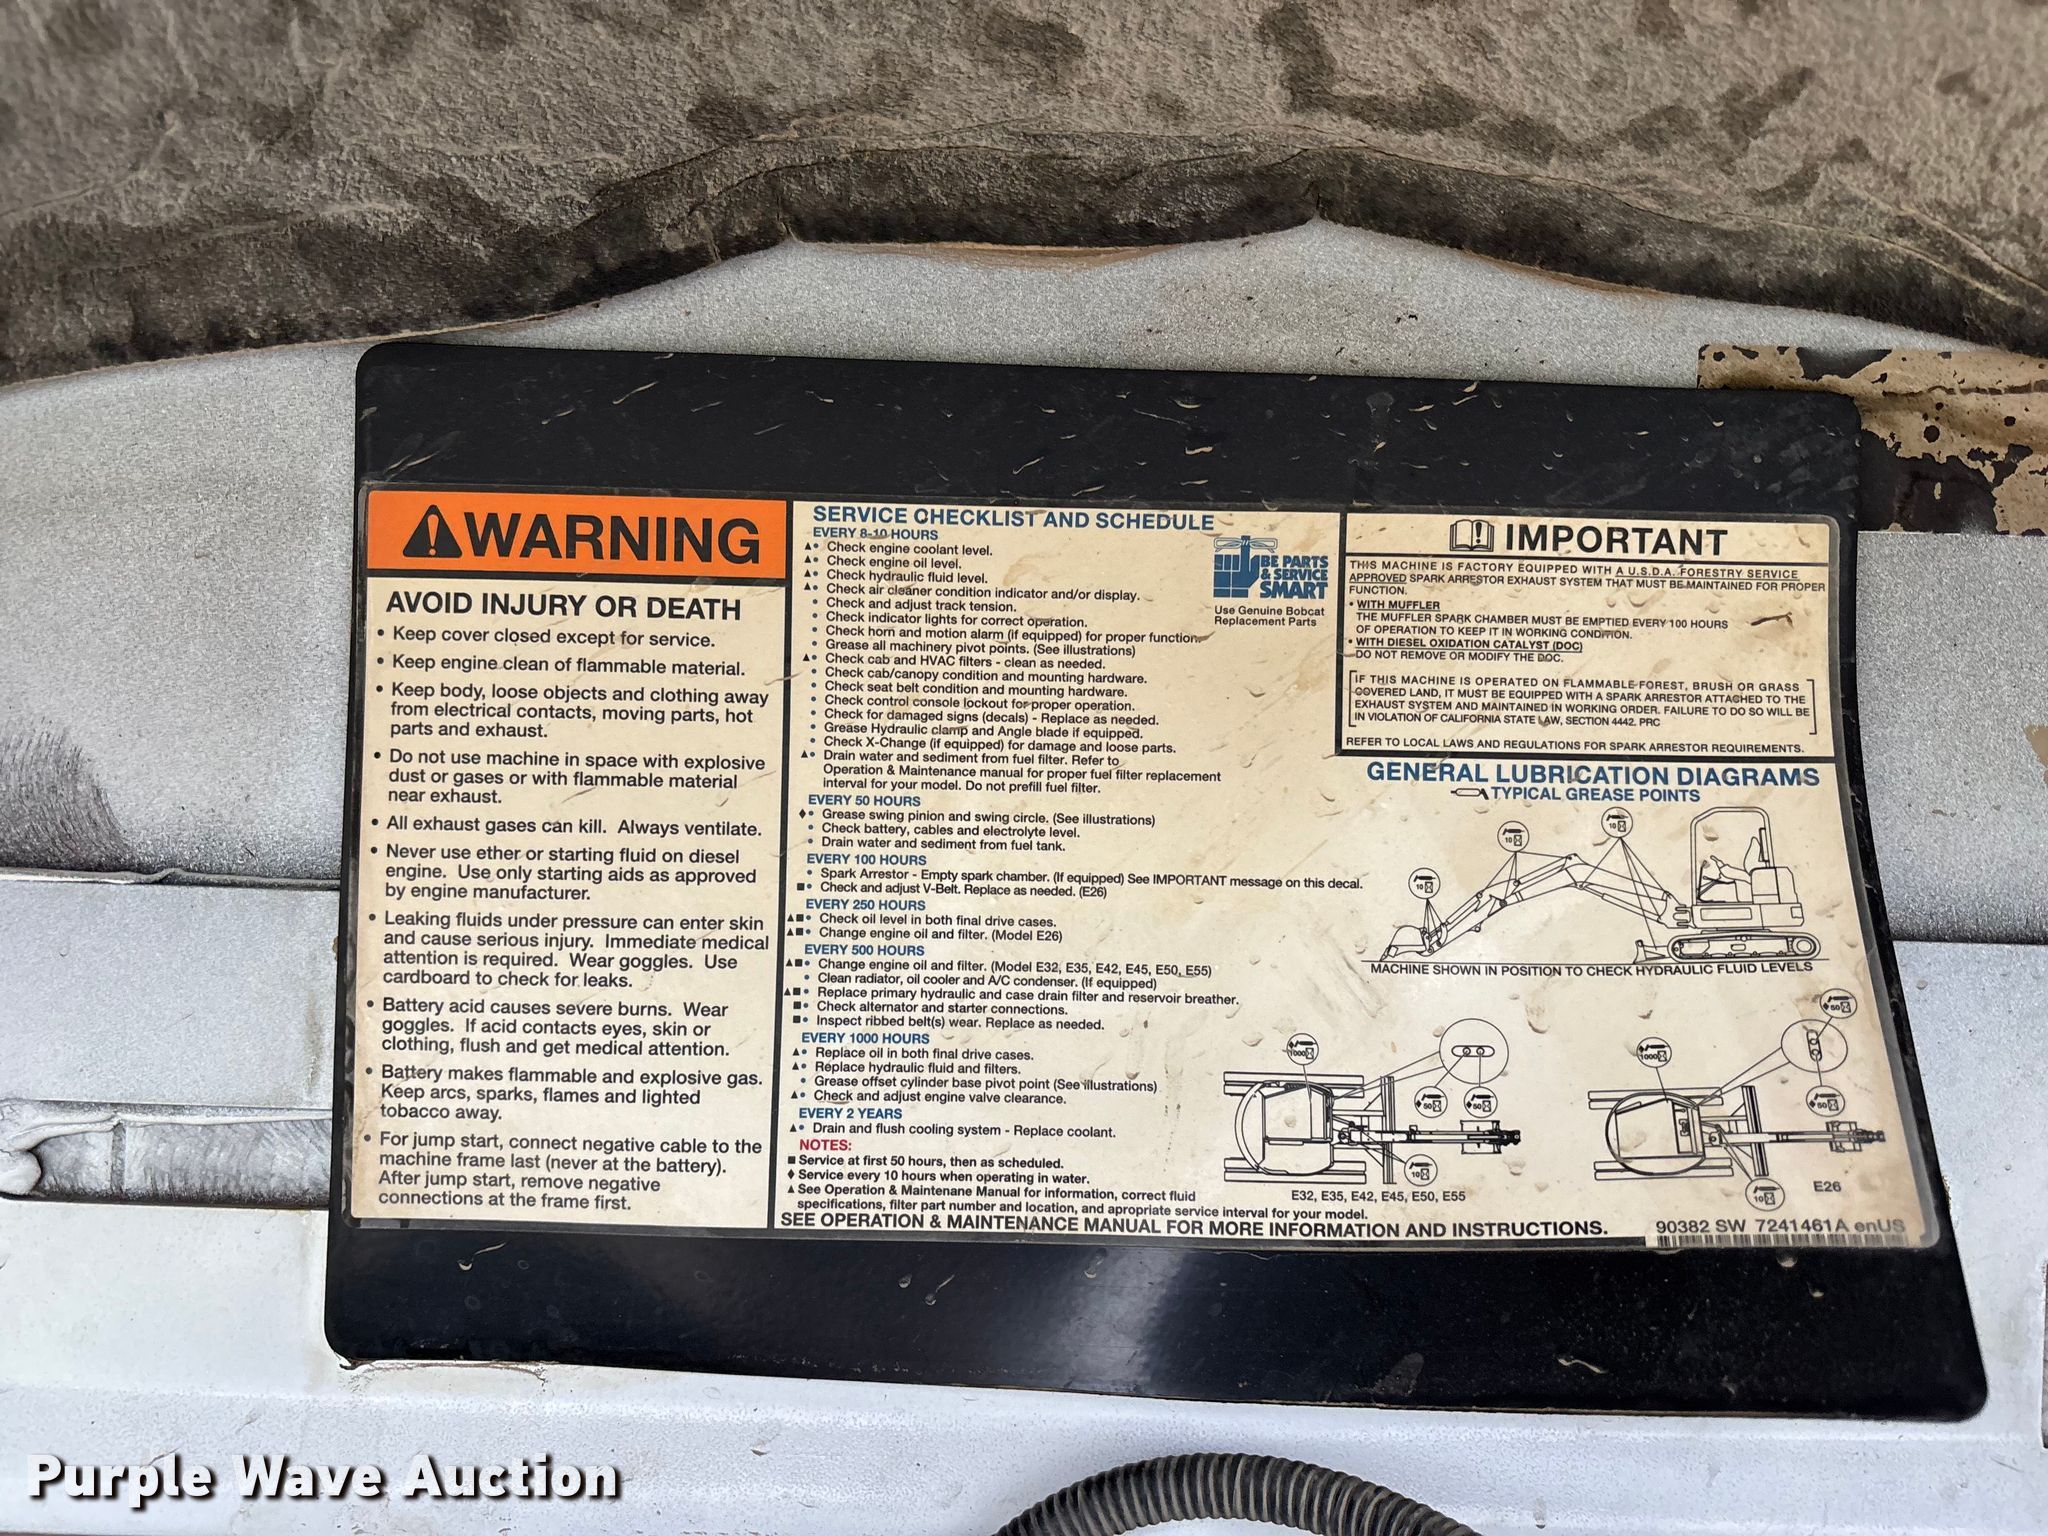 WARNING
AVOID INJURY OR DEATH
• Keep cover closed except for service.
• Keep engine clean of flammable material.
• Keep body, loose objects and clothing away
from electrical contacts, moving parts, hot
parts and exhaust.
• Do not use machine in space with explosive
dust or gases or with flammable material
near exhaust.
• All exhaust gases can kill. Always ventilate.
• Never use ether or starting fluid on diesel
engine. Use only starting aids as approved
by engine manufacturer.
• Leaking fluids under pressure can enter skin
and cause serious injury. Immediate medical
attention is required. Wear goggles. Use
cardboard to check for leaks.
• Battery acid causes severe burns. Wear
goggles. If acid contacts eyes, skin or
clothing, flush and get medical attention.
• Battery makes flammable and explosive gas.
Keep arcs, sparks, flames and lighted
tobacco away.
• For jump start, connect negative cable to the
machine frame last (never at the battery).
After jump start, remove negative
connections at the frame first.
SERVICE CHECKLIST AND SCHEDULE
EVERY 8-10 HOURS
▲• Check engine coolant level.
▲• Check engine oil level.
▲• Check hydraulic fluid level.
▲• Check air cleaner condition indicator and/or display.
• Check and adjust track tension.
• Check indicator lights for correct operation.
• Check horn and motion alarm (if equipped) for proper function.
• Grease all machinery pivot points. (See illustrations)
▲• Check cab and HVAC filters - clean as needed.
• Check cab/canopy condition and mounting hardware.
• Check seat belt condition and mounting hardware.
• Check control console lockout for proper operation.
• Check for damaged signs (decals) - Replace as needed.
• Grease Hydraulic clamp and Angle blade if equipped.
• Check X-Change (if equipped) for damage and loose parts.
▲• Drain water and sediment from fuel filter. Refer to
Operation & Maintenance manual for proper fuel filter replacement
interval for your model. Do not prefill fuel filter.
EVERY 50 HOURS
♦• Grease swing pinion and swing circle. (See illustrations)
• Check battery, cables and electrolyte level.
• Drain water and sediment from fuel tank.
EVERY 100 HOURS
• Spark Arrestor - Empty spark chamber. (If equipped) See IMPORTANT message on this decal.
■• Check and adjust V-Belt. Replace as needed. (E26)
EVERY 250 HOURS
▲■• Check oil level in both final drive cases.
▲■• Change engine oil and filter. (Model E26)
EVERY 500 HOURS
▲■• Change engine oil and filter. (Model E32, E35, E42, E45, E50, E55)
• Clean radiator, oil cooler and A/C condenser. (If equipped)
▲■• Replace primary hydraulic and case drain filter and reservoir breather.
■• Check alternator and starter connections.
■• Inspect ribbed belt(s) wear. Replace as needed.
EVERY 1000 HOURS
▲• Replace oil in both final drive cases.
▲• Replace hydraulic fluid and filters.
• Grease offset cylinder base pivot point (See illustrations)
▲• Check and adjust engine valve clearance.
EVERY 2 YEARS
▲• Drain and flush cooling system - Replace coolant.
NOTES:
■ Service at first 50 hours, then as scheduled.
♦ Service every 10 hours when operating in water.
▲ See Operation & Maintenane Manual for information, correct fluid
specifications, filter part number and location, and apropriate service interval for your model.
SEE OPERATION & MAINTENANCE MANUAL FOR MORE INFORMATION AND INSTRUCTIONS.
BE PARTS
& SERVICE
SMART
Use Genuine Bobcat
Replacement Parts
IMPORTANT
THIS MACHINE IS FACTORY EQUIPPED WITH A U.S.D.A. FORESTRY SERVICE
APPROVED SPARK ARRESTOR EXHAUST SYSTEM THAT MUST BE MAINTAINED FOR PROPER
FUNCTION.
• WITH MUFFLER
THE MUFFLER SPARK CHAMBER MUST BE EMPTIED EVERY 100 HOURS
OF OPERATION TO KEEP IT IN WORKING CONDITION.
• WITH DIESEL OXIDATION CATALYST (DOC)
DO NOT REMOVE OR MODIFY THE DOC.
IF THIS MACHINE IS OPERATED ON FLAMMABLE FOREST, BRUSH OR GRASS
COVERED LAND, IT MUST BE EQUIPPED WITH A SPARK ARRESTOR ATTACHED TO THE
EXHAUST SYSTEM AND MAINTAINED IN WORKING ORDER. FAILURE TO DO SO WILL BE
IN VIOLATION OF CALIFORNIA STATE LAW, SECTION 4442. PRC
REFER TO LOCAL LAWS AND REGULATIONS FOR SPARK ARRESTOR REQUIREMENTS.
GENERAL LUBRICATION DIAGRAMS
TYPICAL GREASE POINTS
10
10
10
MACHINE SHOWN IN POSITION TO CHECK HYDRAULIC FLUID LEVELS
1000
50
50
10
E32, E35, E42, E45, E50, E55
1000
50
50
10
E26
90382 SW 7241461A enUS
Purple Wave Auction